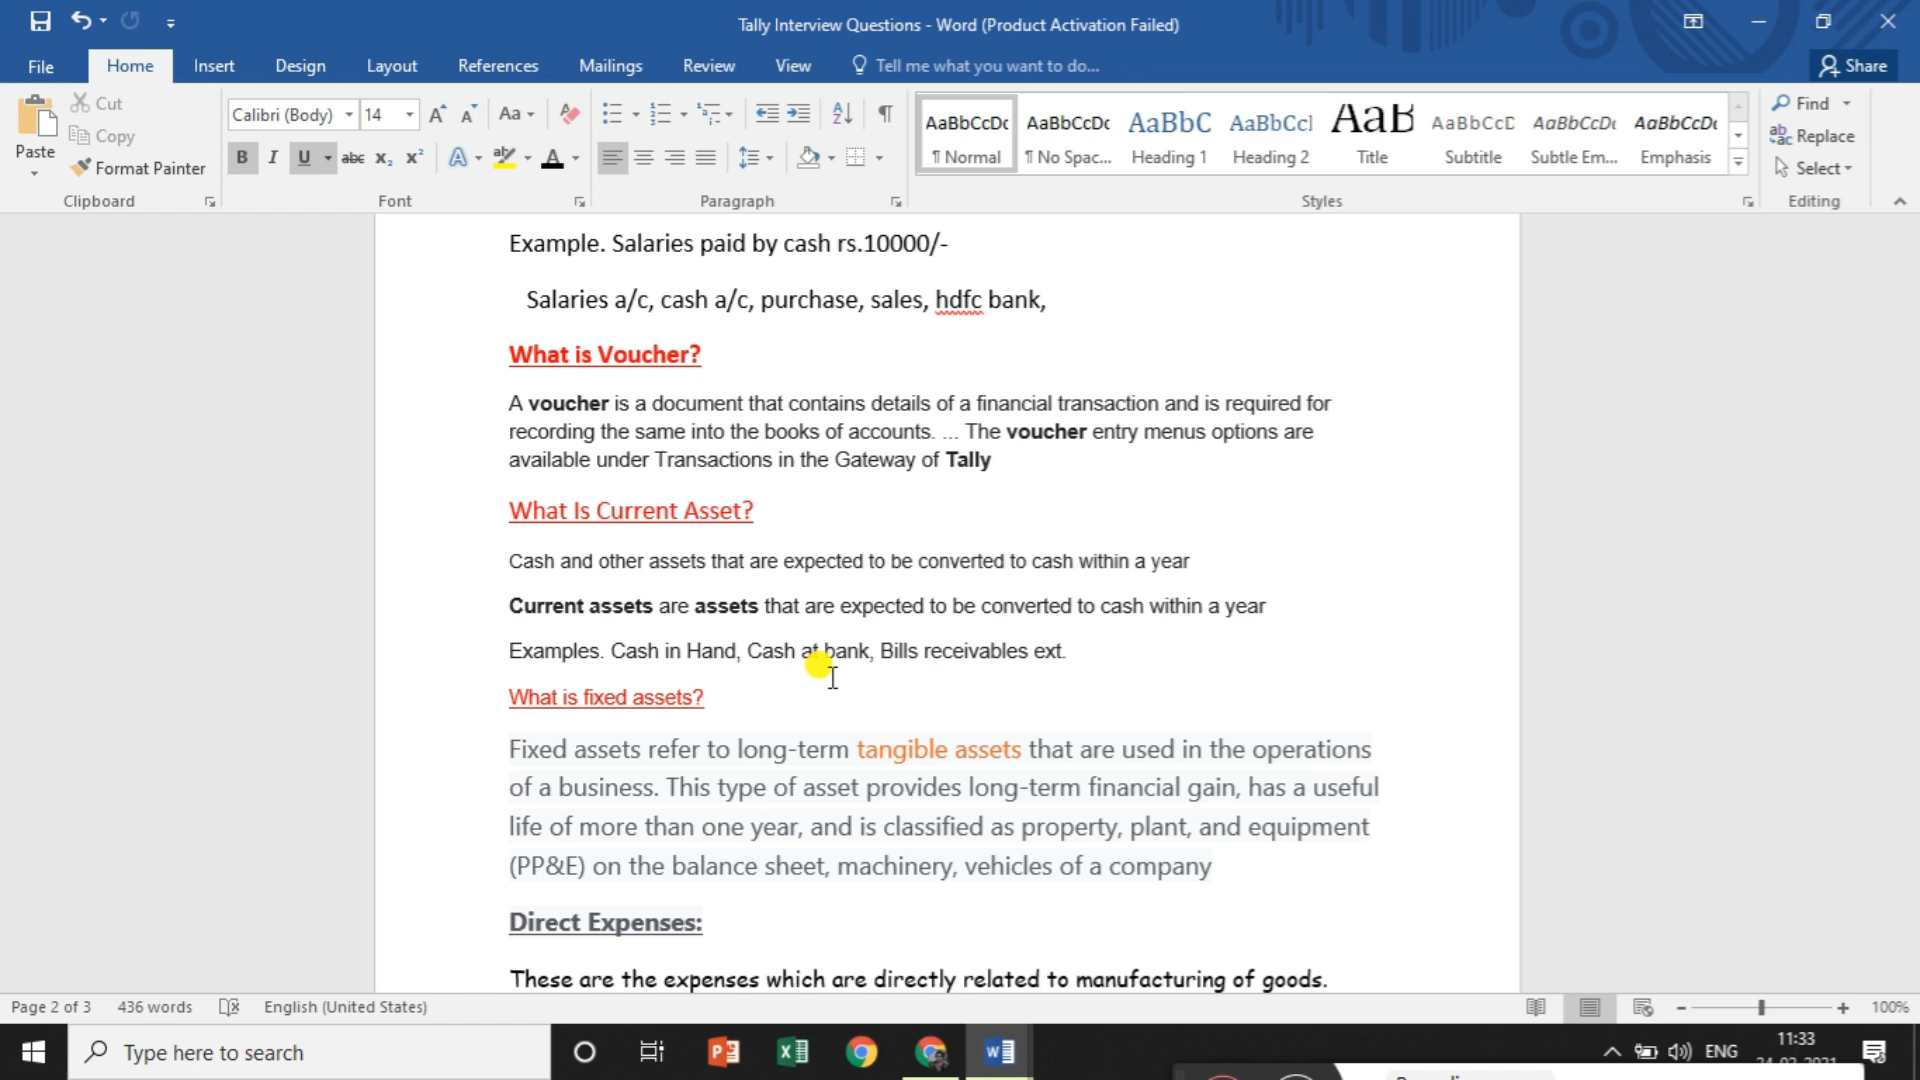 Tally Interview Questions - Word (Product Activation Failed)
File Home Insert Design Layout References Mailings Review View Tell me what you want to do... Share
Paste
Cut
Copy
Format Painter
Clipboard
Calibri (Body) 14
Font
Paragraph
AaBbCcDc AaBbCcDc AaBbC AaBbCcl AaB AaBbCcD AaBbCcDt AaBbCcDt
¶ Normal ¶ No Spac... Heading 1 Heading 2 Title Subtitle Subtle Em... Emphasis
Styles
Find
Replace
Select
Editing
Example. Salaries paid by cash rs.10000/-
Salaries a/c, cash a/c, purchase, sales, hdfc bank,
What is Voucher?
A voucher is a document that contains details of a financial transaction and is required for
recording the same into the books of accounts. ... The voucher entry menus options are
available under Transactions in the Gateway of Tally
What Is Current Asset?
Cash and other assets that are expected to be converted to cash within a year
Current assets are assets that are expected to be converted to cash within a year
Examples. Cash in Hand, Cash at bank, Bills receivables ext.
What is fixed assets?
Fixed assets refer to long-term tangible assets that are used in the operations
of a business. This type of asset provides long-term financial gain, has a useful
life of more than one year, and is classified as property, plant, and equipment
(PP&E) on the balance sheet, machinery, vehicles of a company
Direct Expenses:
These are the expenses which are directly related to manufacturing of goods.
Page 2 of 3 436 words English (United States) 100%
Type here to search
ENG
11:33